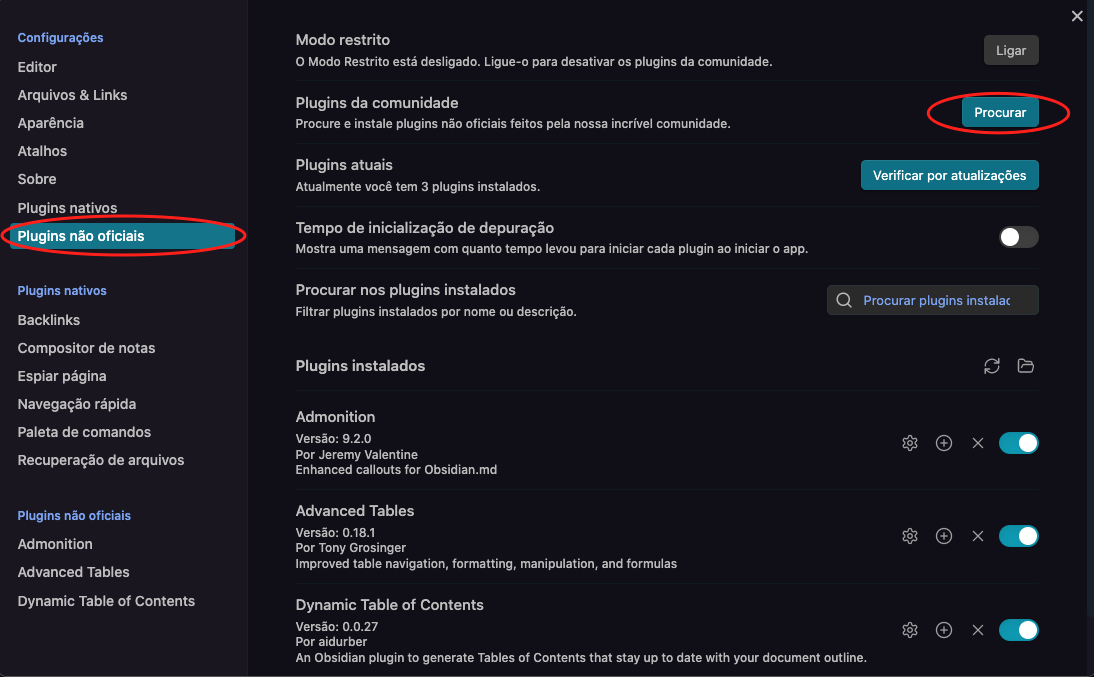 Configurações
Editor
Arquivos & Links
Aparência
Atalhos
Sobre
Plugins nativos
Plugins não oficiais
Plugins nativos
Backlinks
Compositor de notas
Espiar página
Navegação rápida
Paleta de comandos
Recuperação de arquivos
Plugins não oficiais
Admonition
Advanced Tables
Dynamic Table of Contents
Modo restrito
O Modo Restrito está desligado. Ligue-o para desativar os plugins da comunidade.
Ligar
Plugins da comunidade
Procure e instale plugins não oficiais feitos pela nossa incrível comunidade.
Procurar
Plugins atuais
Atualmente você tem 3 plugins instalados.
Verificar por atualizações
Tempo de inicialização de depuração
Mostra uma mensagem com quanto tempo levou para iniciar cada plugin ao iniciar o app.
Procurar nos plugins instalados
Filtrar plugins instalados por nome ou descrição.
Procurar plugins instalac
Plugins instalados
Admonition
Versão: 9.2.0
Por Jeremy Valentine
Enhanced callouts for Obsidian.md
Advanced Tables
Versão: 0.18.1
Por Tony Grosinger
Improved table navigation, formatting, manipulation, and formulas
Dynamic Table of Contents
Versão: 0.0.27
Por aidurber
An Obsidian plugin to generate Tables of Contents that stay up to date with your document outline.